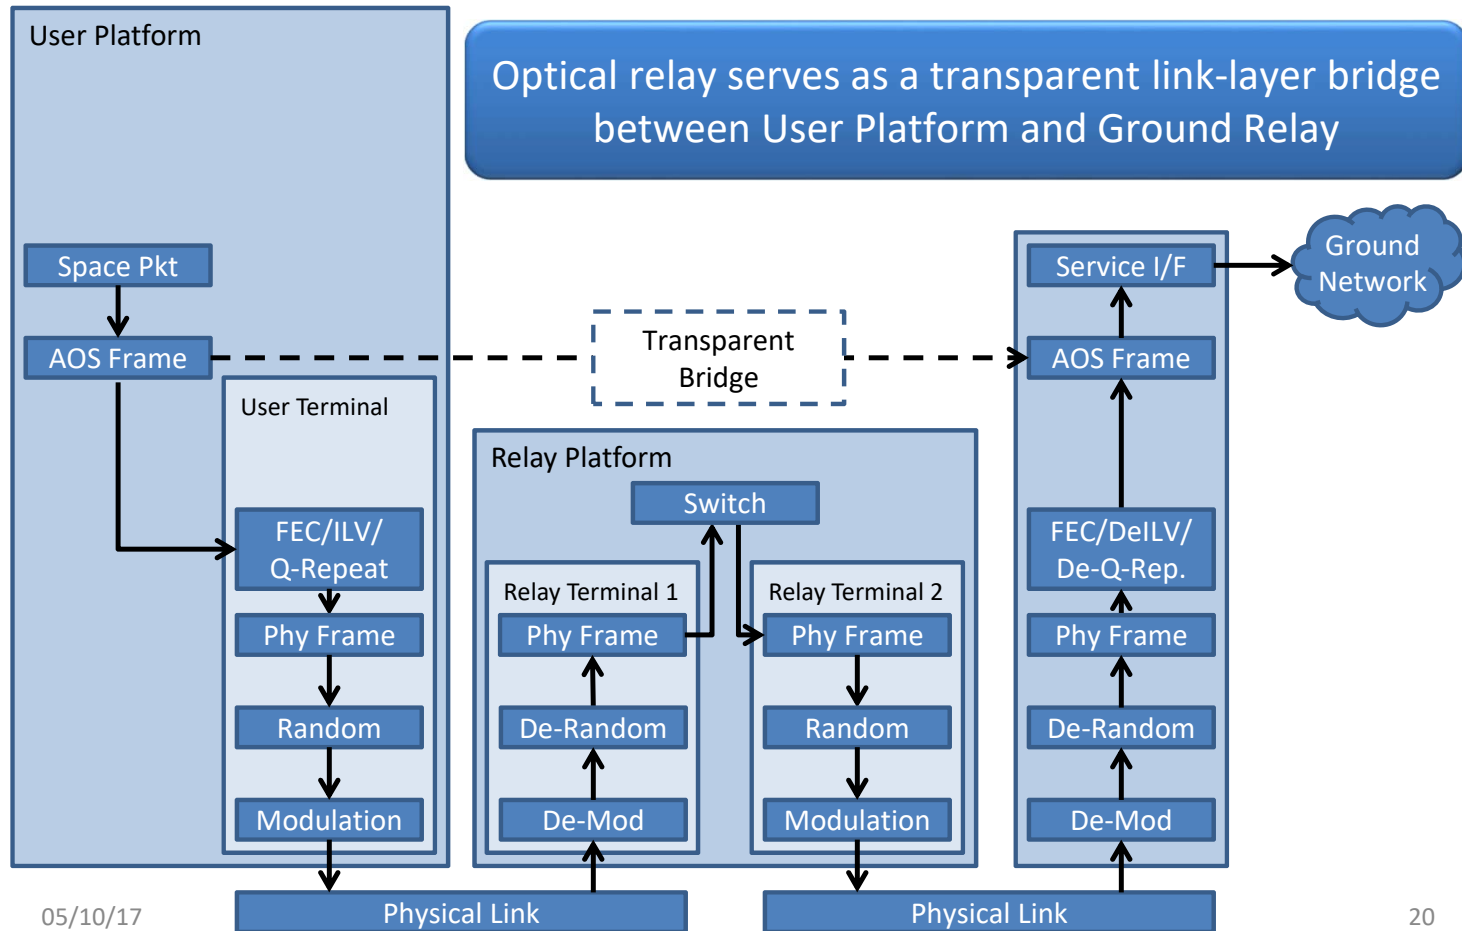 User Platform
Optical relay serves as a transparent link-layer bridge
between User Platform and Ground Relay
Space Pkt
AOS Frame
User Terminal
FEC/ILV/
Q-Repeat
Phy Frame
Random
Modulation
Transparent
Bridge
Relay Platform
Switch
Relay Terminal 1
Phy Frame
De-Random
De-Mod
Relay Terminal 2
Phy Frame
Random
Modulation
Service I/F
AOS Frame
FEC/DeILV/
De-Q-Rep.
Phy Frame
De-Random
De-Mod
Ground
Network
Physical Link
Physical Link
05/10/17
20